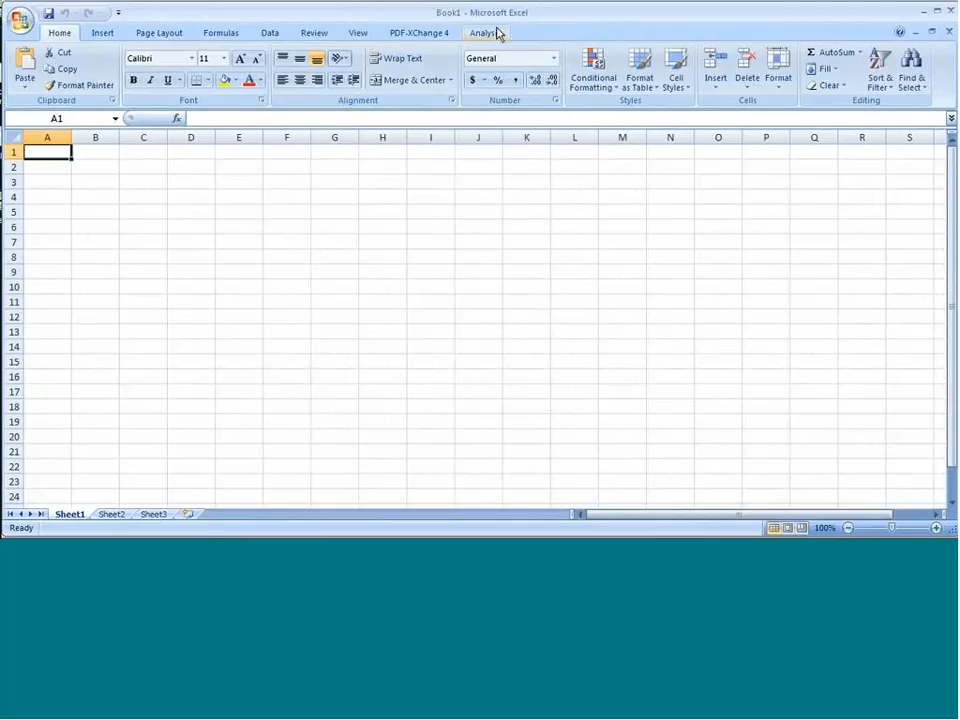 Book1 - Microsoft Excel
Home Insert Page Layout Formulas Data Review View PDF-XChange 4
Cut
Copy
Format Painter
Paste
Clipboard
Calibri 11
B I U
Font
Wrap Text
Merge & Center
Alignment
General
$ % ,
Number
Conditional Formatting
Format as Table
Cell Styles
Styles
Insert Delete Format
Cells
AutoSum
Fill
Clear
Sort & Filter
Find & Select
Editing
A1 fx
A B C D E F G H I J K L M N O P Q R S
1
2
3
4
5
6
7
8
9
10
11
12
13
14
15
16
17
18
19
20
21
22
23
24
Sheet1 Sheet2 Sheet3
Ready 100%